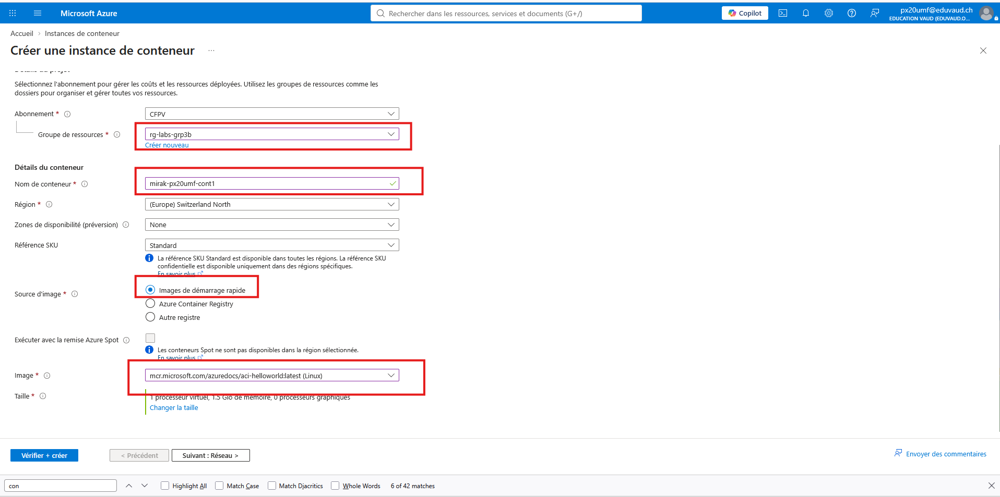 Microsoft Azure
Rechercher dans les ressources, services et documents (G+/)
Copilot
px20umf@eduvaud.ch
EDUCATION VAUD (EDUVAUD.O...
Accueil > Instances de conteneur
Créer une instance de conteneur ...
Détails du projet
Sélectionnez l'abonnement pour gérer les coûts et les ressources déployées. Utilisez les groupes de ressources comme les
dossiers pour organiser et gérer toutes vos ressources.
Abonnement * CFPV
Groupe de ressources * rg-labs-grp3b
Créer nouveau
Détails du conteneur
Nom de conteneur * mirak-px20umf-cont1
Région * (Europe) Switzerland North
Zones de disponibilité (préversion) None
Référence SKU Standard
La référence SKU Standard est disponible dans toutes les régions. La référence SKU
confidentielle est disponible uniquement dans des régions spécifiques.
En savoir plus
Source d'image * Images de démarrage rapide
Azure Container Registry
Autre registre
Exécuter avec la remise Azure Spot
Les conteneurs Spot ne sont pas disponibles dans la région sélectionnée.
En savoir plus
Image * mcr.microsoft.com/azuredocs/aci-helloworld:latest (Linux)
Taille * 1 processeur virtuel, 1.5 Gio de mémoire, 0 processeurs graphiques
Changer la taille
Vérifier + créer
< Précédent
Suivant : Réseau >
Envoyer des commentaires
con
Highlight All
Match Case
Match Diacritics
Whole Words
6 of 42 matches